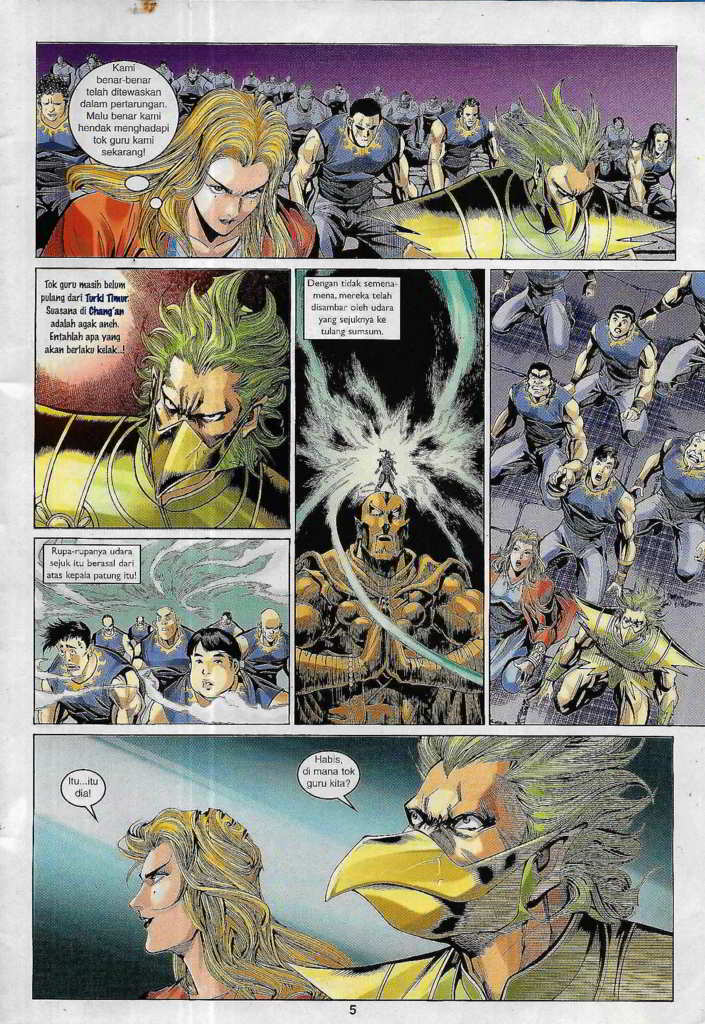 Kami
benar-benar
telah ditewaskan
dalam pertarungan.
Malu benar kami
hendak menghadapi
tok guru kami
sekarang!
Tok guru masih belum
pulang dari Turki Timur.
Suasana di Chang'an
adalah agak aneh.
Entahlah apa yang
akan berlaku kelak...!
Dengan tidak semena-
mena, mereka telah
disambar oleh udara
yang sejuknya ke
tulang sumsum.
Rupa-rupanya udara
sejuk itu berasal dari
atas kepala patung itu!
Itu...itu
dia!
Habis,
di mana tok
guru kita?
5